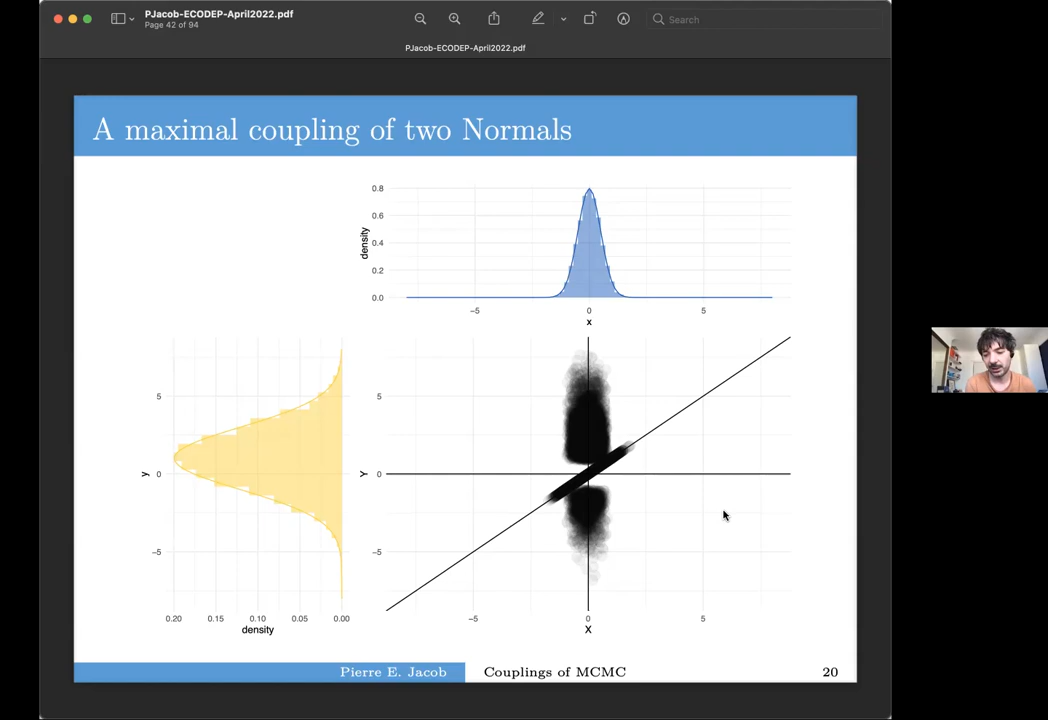 PJacob-ECODEP-April2022.pdf
Page 42 of 94
Search
PJacob-ECODEP-April2022.pdf
A maximal coupling of two Normals
0.8
0.6
0.4
0.2
0.0
density
−5 0 5
x
5
0
−5
y
0.20 0.15 0.10 0.05 0.00
density
5
0
−5
Y
−5 0 5
X
Pierre E. Jacob Couplings of MCMC 20